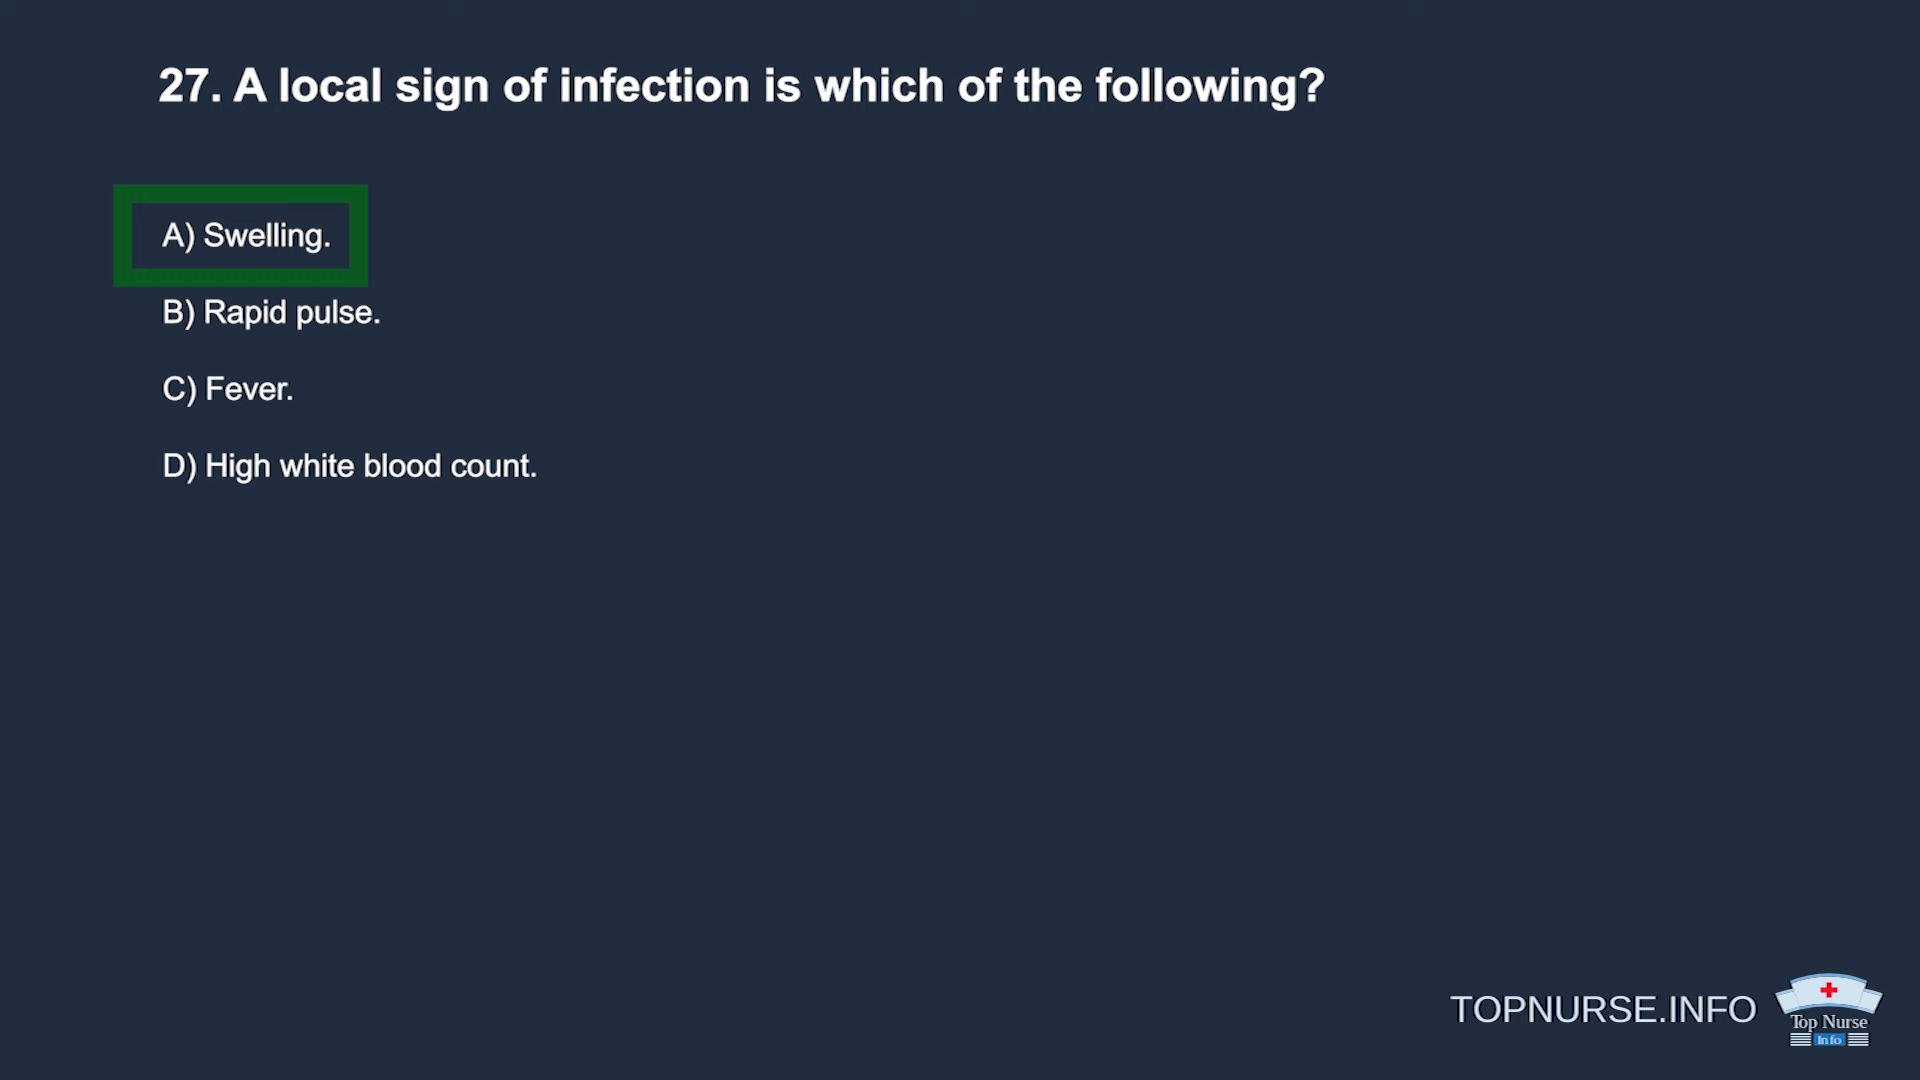 27. A local sign of infection is which of the following?
A) Swelling.
B) Rapid pulse.
C) Fever.
D) High white blood count.
TOPNURSE.INFO
Top Nurse
Info